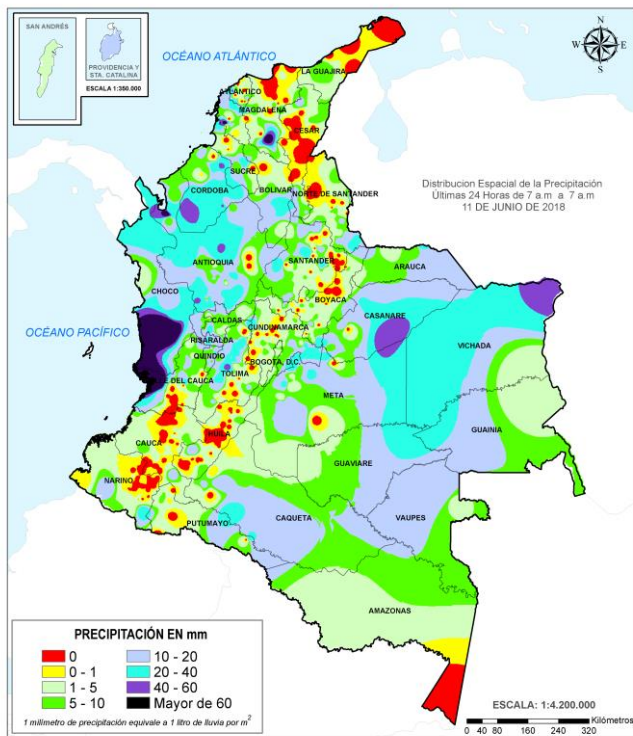 SAN ANDRÉS
PROVIDENCIA Y
STA. CATALINA
ESCALA 1:350.000
OCÉANO ATLÁNTICO
N
W E
S
LA GUAJIRA
ATLANTICO
MAGDALENA
CESAR
SUCRE
CORDOBA
BOLIVAR
NORTE DE SANTANDER
Distribucion Espacial de la Precipitación
Últimas 24 Horas de 7 a.m a 7 a.m
11 DE JUNIO DE 2018
ANTIOQUIA
SANTANDER
ARAUCA
CHOCO
BOYACA
OCÉANO PACÍFICO
CALDAS
CUNDINAMARCA
CASANARE
RISARALDA
VICHADA
QUINDIO
BOGOTA, D.C.
TOLIMA
DEL CAUCA
META
GUAINIA
CAUCA
HUILA
GUAVIARE
NARIÑO
CAQUETA
VAUPES
PUTUMAYO
AMAZONAS
PRECIPITACIÓN EN mm
0 10 - 20
0 - 1 20 - 40
1 - 5 40 - 60
5 - 10 Mayor de 60
1 milimetro de precipitación equivale a 1 litro de lluvia por m2
ESCALA: 1:4.200.000
Kilómetros
0 40 80 160 240 320